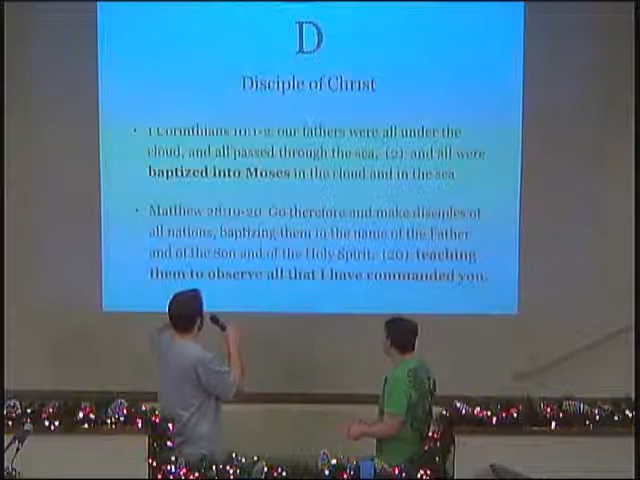 D
Disciple of Christ
• 1 Corinthians 10:1-2 our fathers were all under the
cloud, and all passed through the sea, (2) and all were
baptized into Moses in the cloud and in the sea
• Matthew 28:19-20 Go therefore and make disciples of
all nations, baptizing them in the name of the Father
and of the Son and of the Holy Spirit, (20) teaching
them to observe all that I have commanded you.